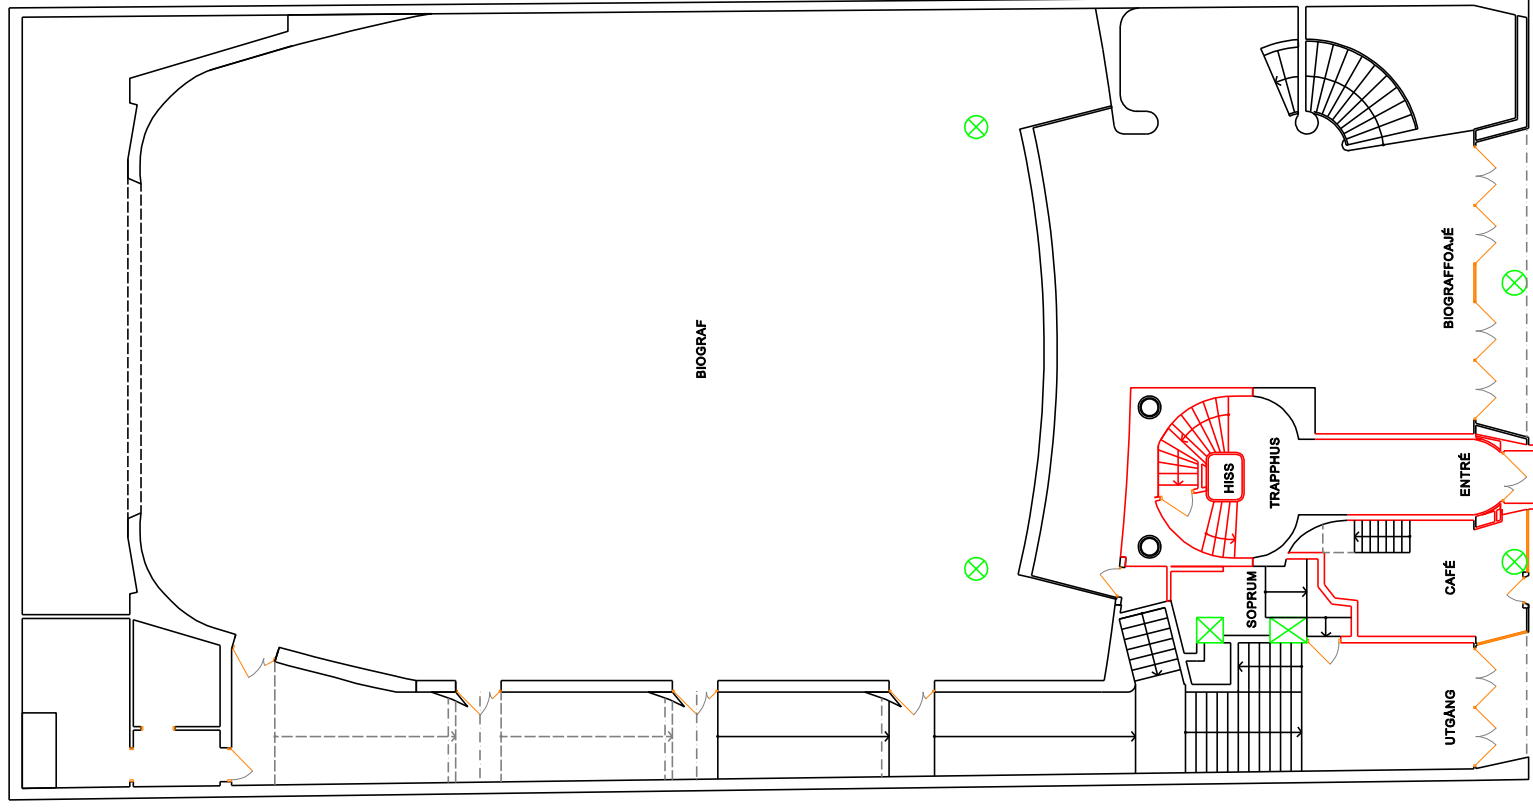 BIOGRAF
BIOGRAFFOAJÉ
HISS
TRAPPHUS
ENTRÉ
SOPRUM
CAFÉ
UTGÅNG